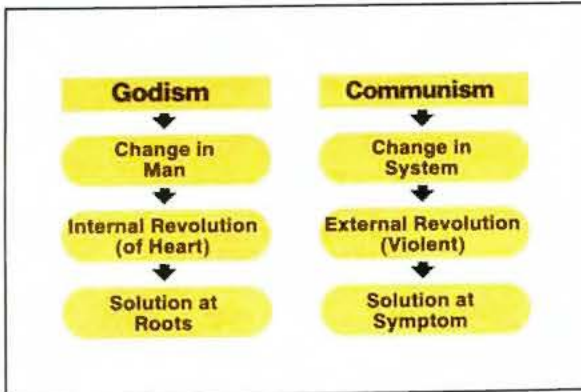 Godism
Change in
Man
Internal Revolution
(of Heart)
Solution at
Roots
Communism
Change in
System
External Revolution
(Violent)
Solution at
Symptom